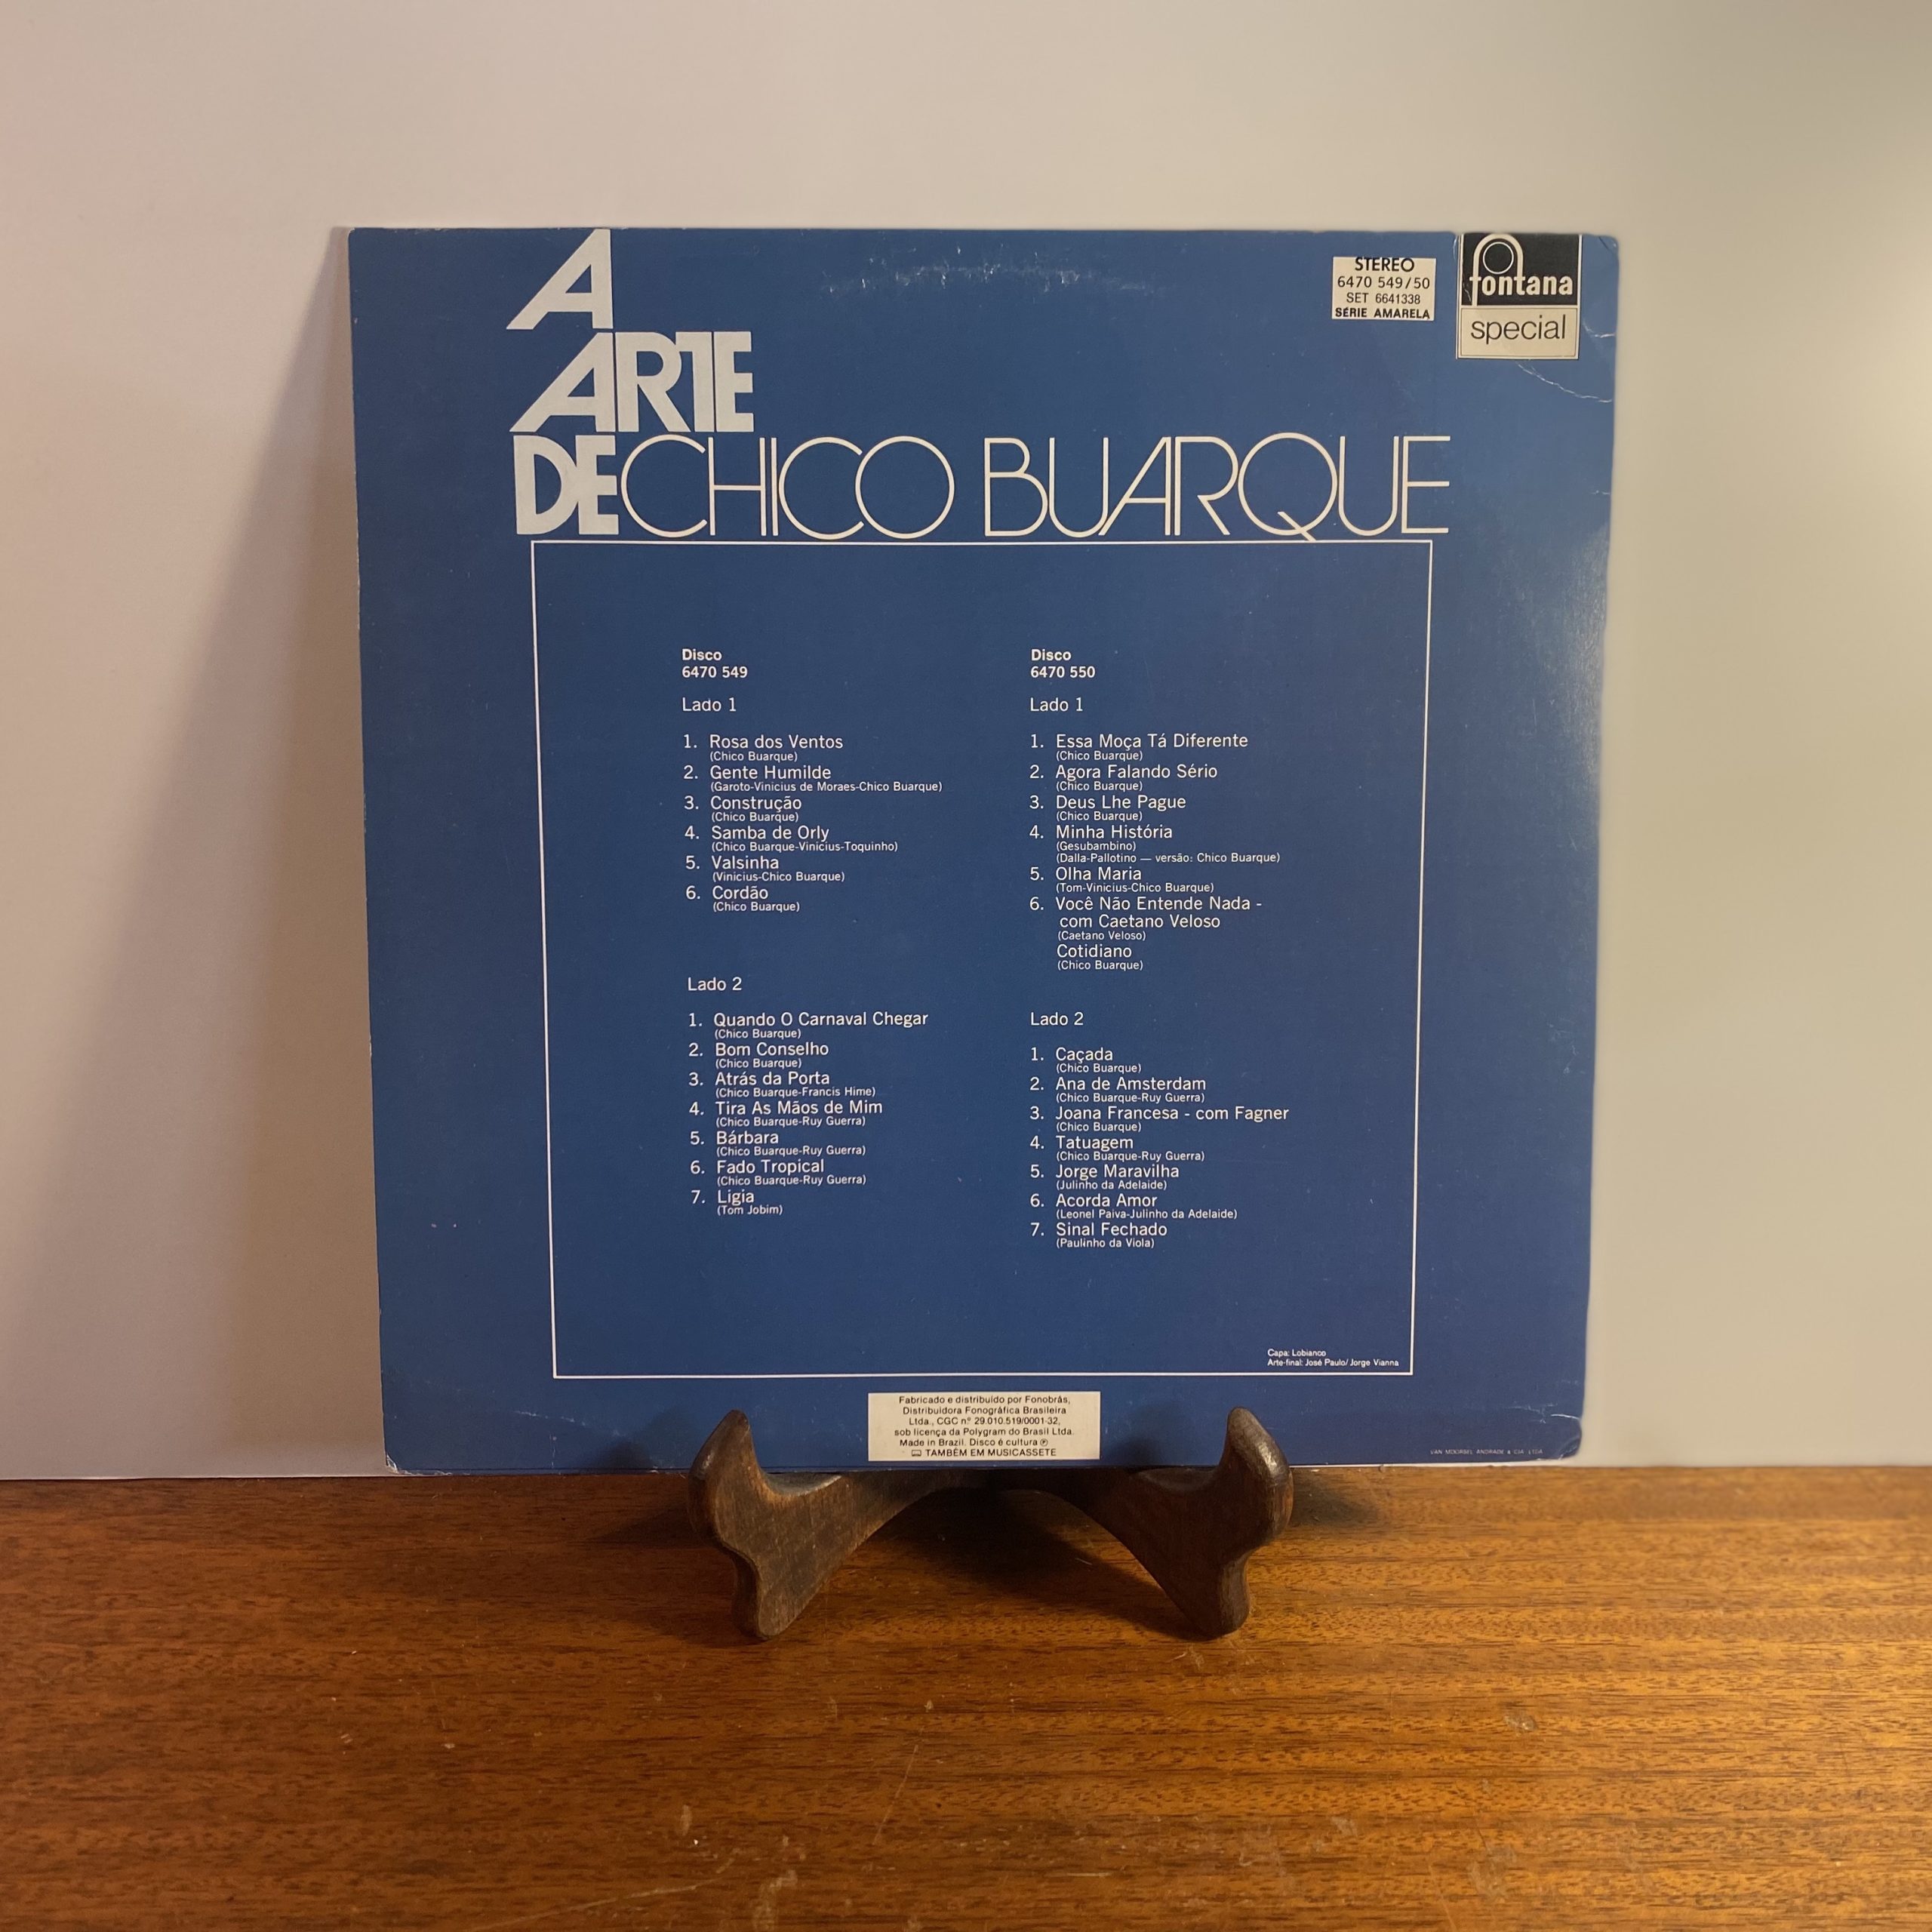 A
ARTE
DE CHICO BUARQUE
STEREO
6470 549/50
SET 6641338
SÉRIE AMARELA
fontana
special
Disco
6470 549
Lado 1
1. Rosa dos Ventos
(Chico Buarque)
2. Gente Humilde
(Garoto-Vinicius de Moraes-Chico Buarque)
3. Construção
(Chico Buarque)
4. Samba de Orly
(Chico Buarque-Vinicius-Toquinho)
5. Valsinha
(Vinicius-Chico Buarque)
6. Cordão
(Chico Buarque)
Lado 2
1. Quando O Carnaval Chegar
(Chico Buarque)
2. Bom Conselho
(Chico Buarque)
3. Atrás da Porta
(Chico Buarque-Francis Hime)
4. Tira As Mãos de Mim
(Chico Buarque-Ruy Guerra)
5. Bárbara
(Chico Buarque-Ruy Guerra)
6. Fado Tropical
(Chico Buarque-Ruy Guerra)
7. Ligia
(Tom Jobim)
Disco
6470 550
Lado 1
1. Essa Moça Tá Diferente
(Chico Buarque)
2. Agora Falando Sério
(Chico Buarque)
3. Deus Lhe Pague
(Chico Buarque)
4. Minha História
(Gesubambino)
(Dalla-Pallotino — versão: Chico Buarque)
5. Olha Maria
(Tom-Vinicius-Chico Buarque)
6. Você Não Entende Nada -
com Caetano Veloso
(Caetano Veloso)
Cotidiano
(Chico Buarque)
Lado 2
1. Caçada
(Chico Buarque)
2. Ana de Amsterdam
(Chico Buarque-Ruy Guerra)
3. Joana Francesa - com Fagner
(Chico Buarque)
4. Tatuagem
(Chico Buarque-Ruy Guerra)
5. Jorge Maravilha
(Julinho da Adelaide)
6. Acorda Amor
(Leonel Paiva-Julinho da Adelaide)
7. Sinal Fechado
(Paulinho da Viola)
Capa: Lobianco
Arte-final: José Paulo/Jorge Vianna
Fabricado e distribuído por Fonobrás,
Distribuidora Fonográfica Brasileira
Ltda., CGC nº 29.010.519/0001-32,
sob licença da Polygram do Brasil Ltda.
Made in Brazil. Disco é cultura ℗
TAMBÉM EM MUSICASSETE
VAN MOORSEL ANDRADE & CIA. LTDA.